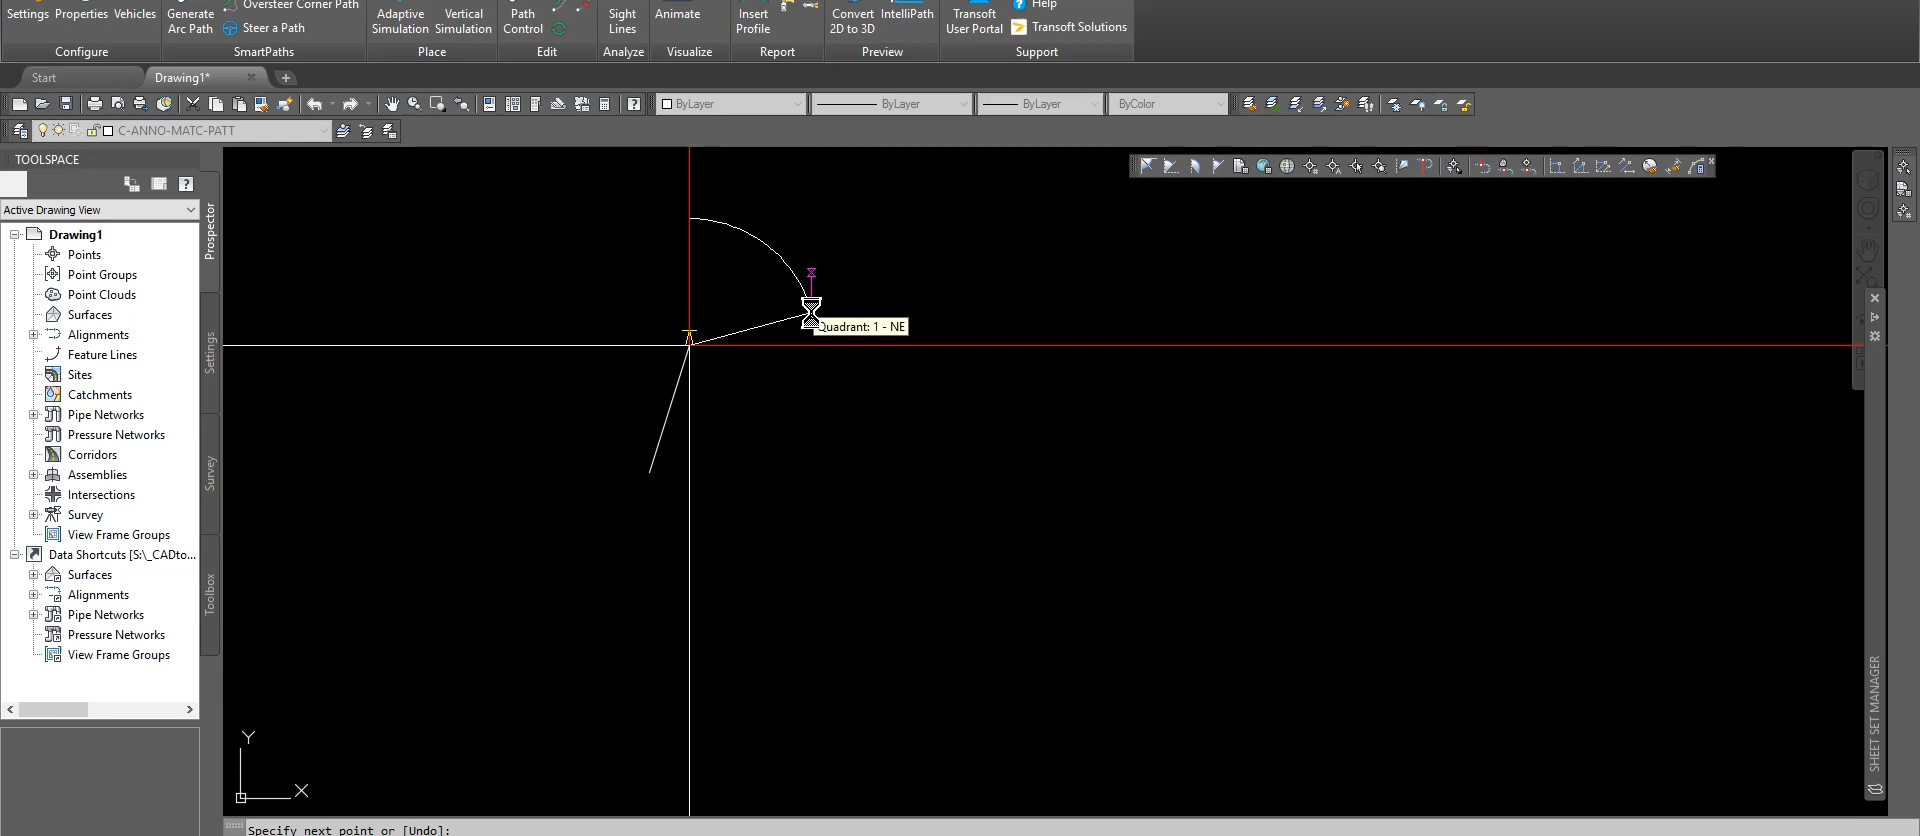 Oversteer Corner Path
Help
Settings Properties Vehicles Generate Arc Path Steer a Path Adaptive Simulation Vertical Simulation Path Control Sight Lines Animate Insert Profile Convert 2D to 3D IntelliPath Transoft User Portal Transoft Solutions
Configure SmartPaths Place Edit Analyze Visualize Report Preview Support
Start Drawing1*
ByLayer ByLayer ByLayer ByColor
C-ANNO-MATC-PATT
TOOLSPACE
Active Drawing View
Drawing1
Points
Point Groups
Point Clouds
Surfaces
Alignments
Feature Lines
Sites
Catchments
Pipe Networks
Pressure Networks
Corridors
Assemblies
Intersections
Survey
View Frame Groups
Data Shortcuts [S:\_CADto...
Surfaces
Alignments
Pipe Networks
Pressure Networks
View Frame Groups
Prospector
Settings
Survey
Toolbox
Quadrant: 1 - NE
Y
X
SHEET SET MANAGER
Specify next point or [Undo]: